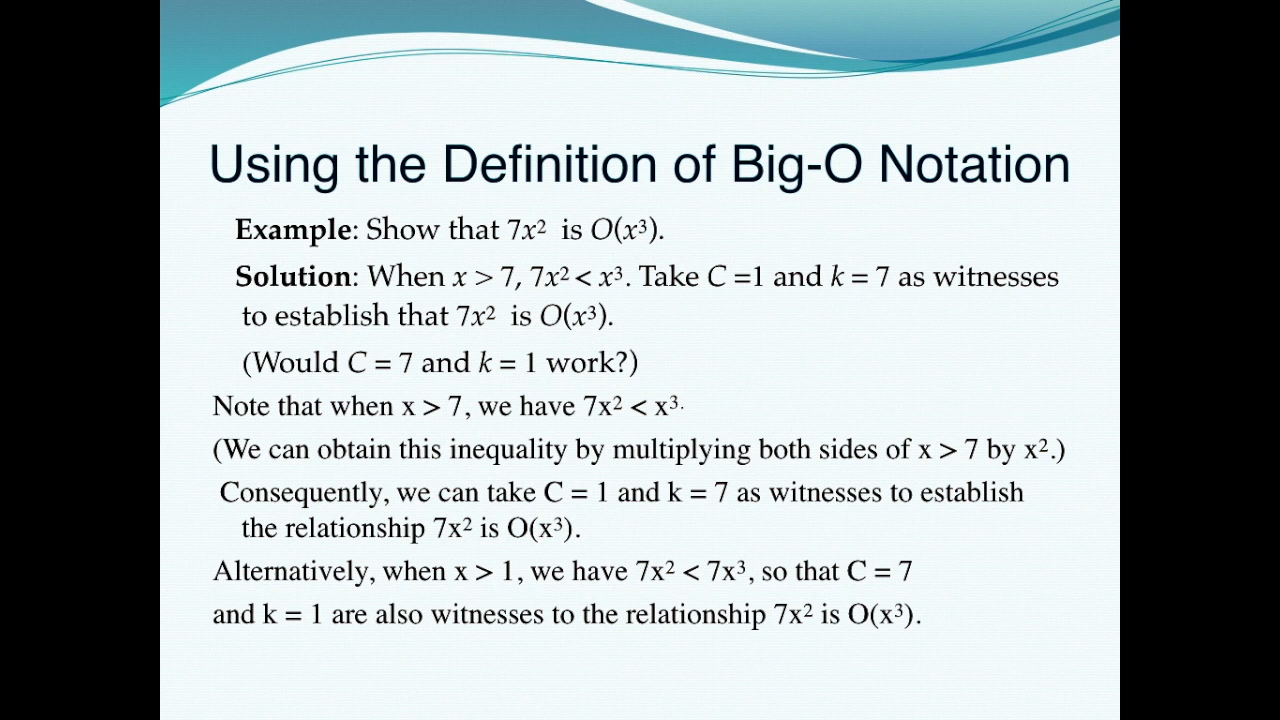 Using the Definition of Big-O Notation
Example: Show that 7x² is O(x³).
Solution: When x > 7, 7x² < x³. Take C =1 and k = 7 as witnesses
to establish that 7x² is O(x³).
(Would C = 7 and k = 1 work?)
Note that when x > 7, we have 7x² < x³.
(We can obtain this inequality by multiplying both sides of x > 7 by x².)
Consequently, we can take C = 1 and k = 7 as witnesses to establish
the relationship 7x² is O(x³).
Alternatively, when x > 1, we have 7x² < 7x³, so that C = 7
and k = 1 are also witnesses to the relationship 7x² is O(x³).